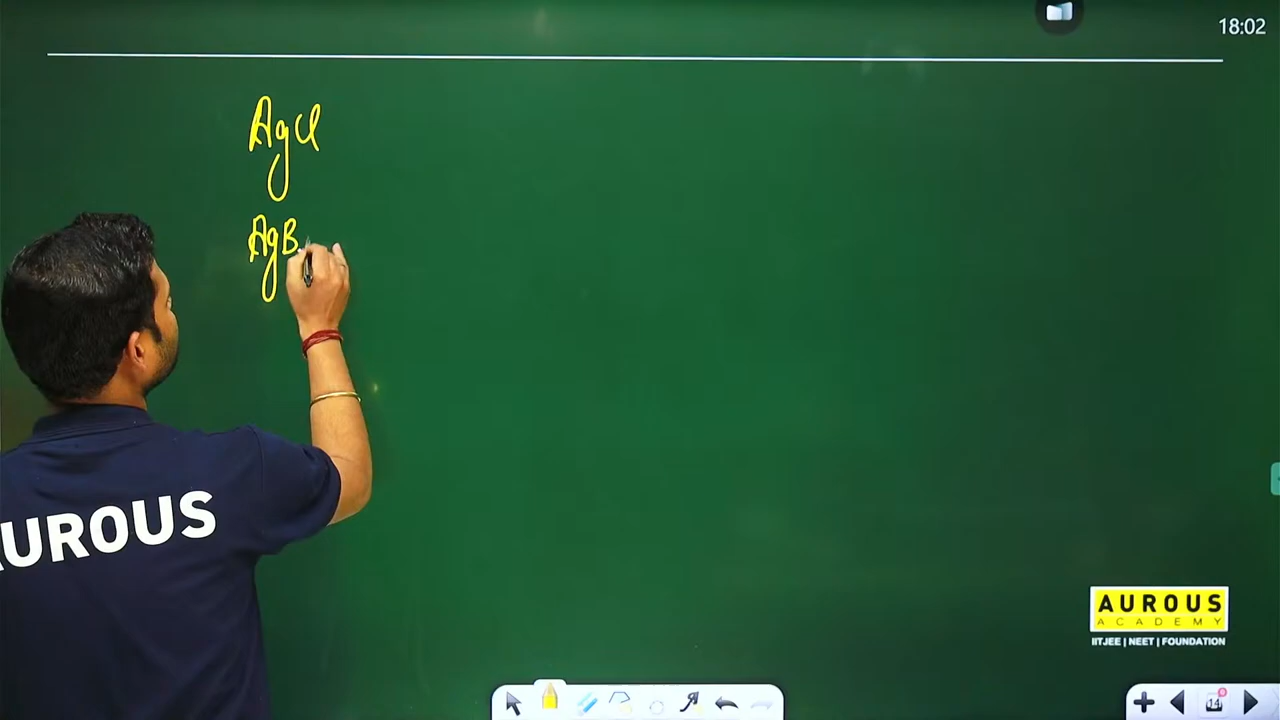 18:02
AgCl
AgB
AUROUS
AUROUS
ACADEMY
IITJEE | NEET | FOUNDATION
14